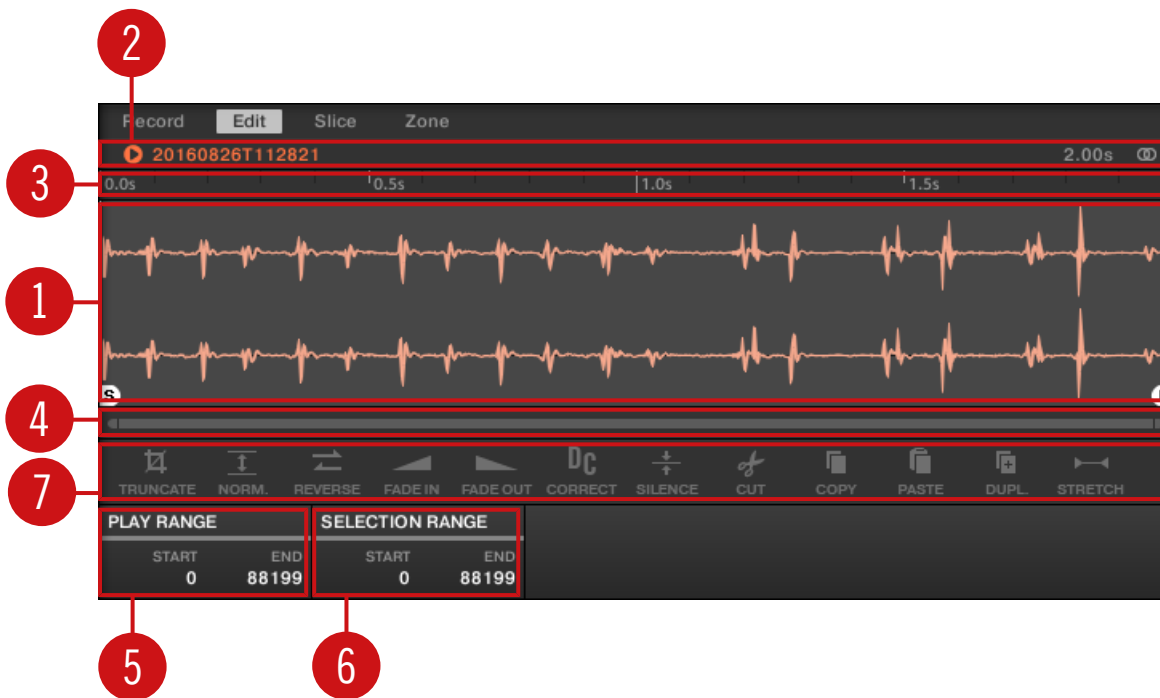 2
Record Edit Slice Zone
20160826T112821 2.00s
3
0.0s 0.5s 1.0s 1.5s
1
S
4
DC
TRUNCATE NORM. REVERSE FADE IN FADE OUT CORRECT SILENCE CUT COPY PASTE DUPL. STRETCH
7
PLAY RANGE SELECTION RANGE
START END START END
0 88199 0 88199
5 6